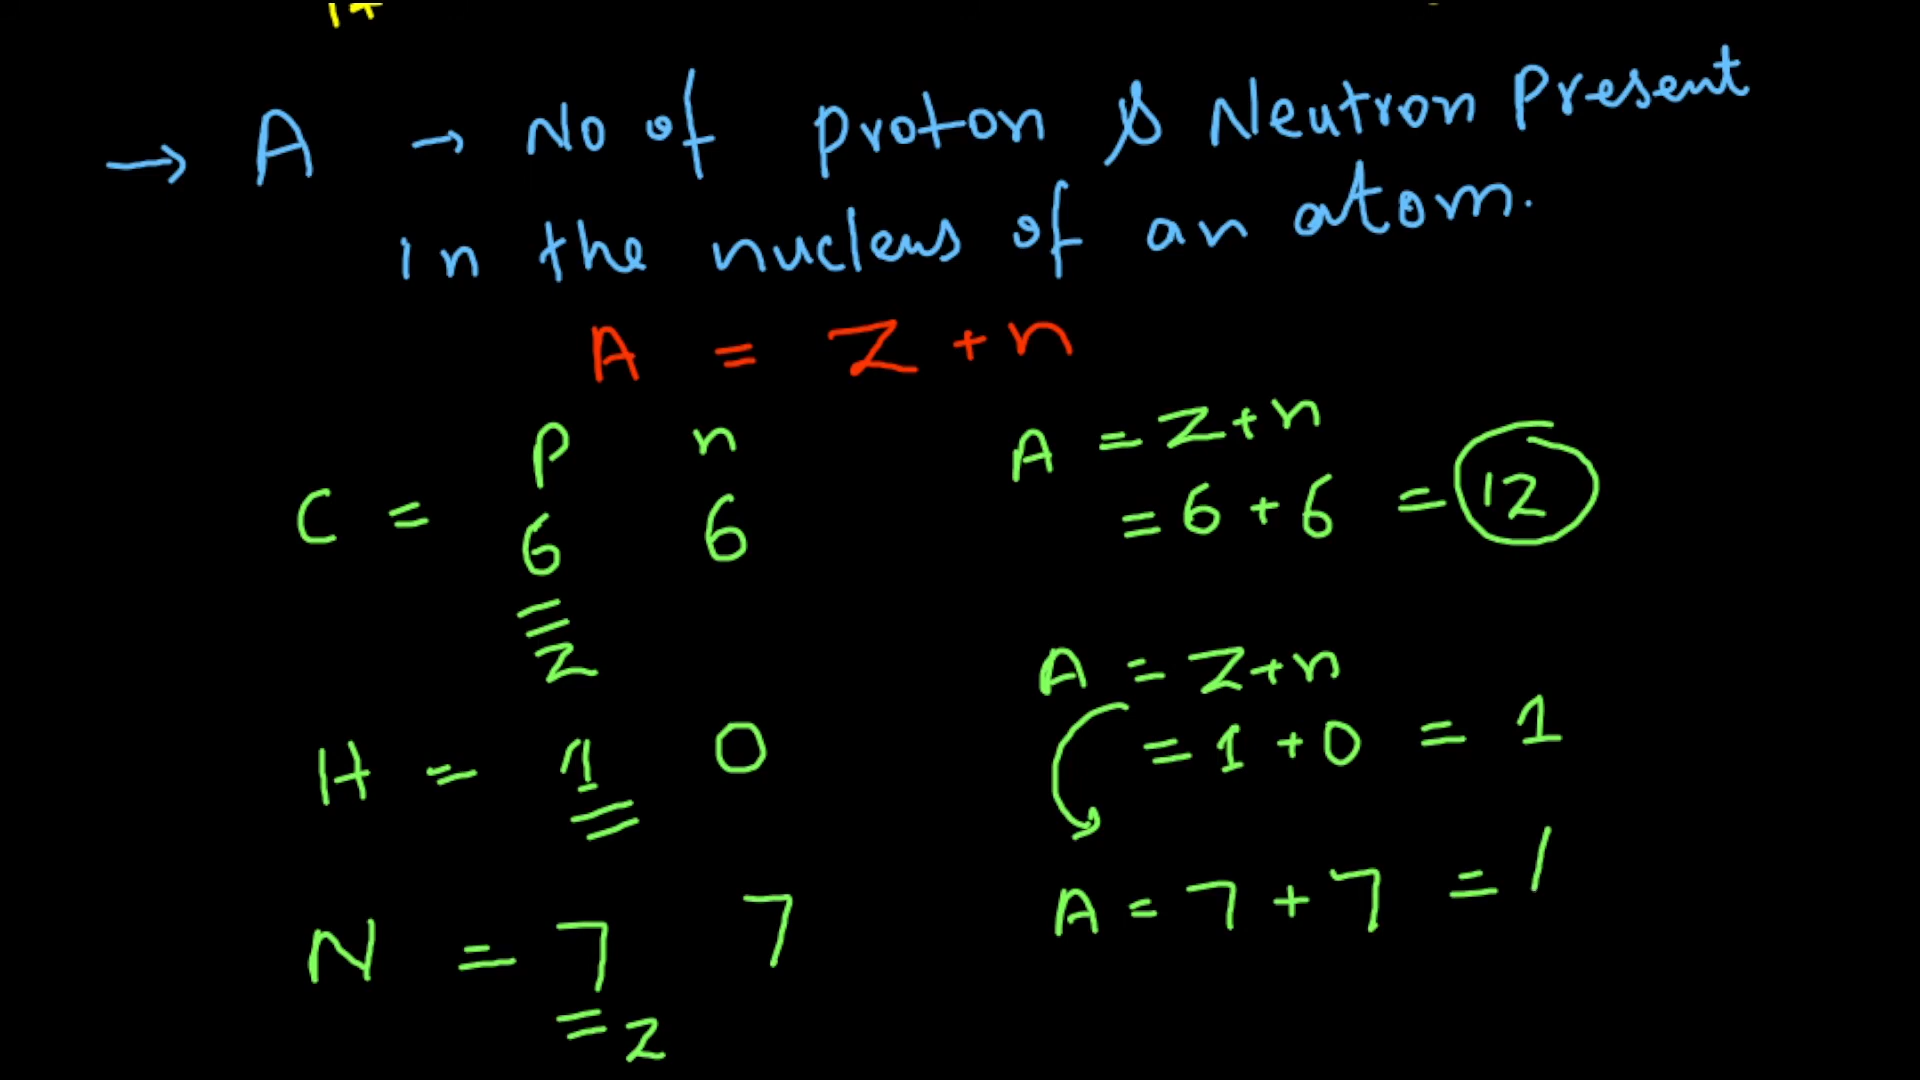 → A → No of proton & Neutron Present
in the nucleus of an atom.
A = Z + n
P n
A = Z + n
C = 6 6
= 6 + 6 = 12
= Z
A = Z + n
H = 1 0
= 1 + 0 = 1
A = 7 + 7 = 1
N = 7 7
= Z